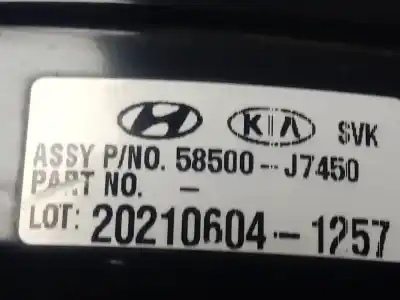 KIA SVK
ASSY P/NO. 58500-J7450
PART NO. -
LOT: 20210604-1257